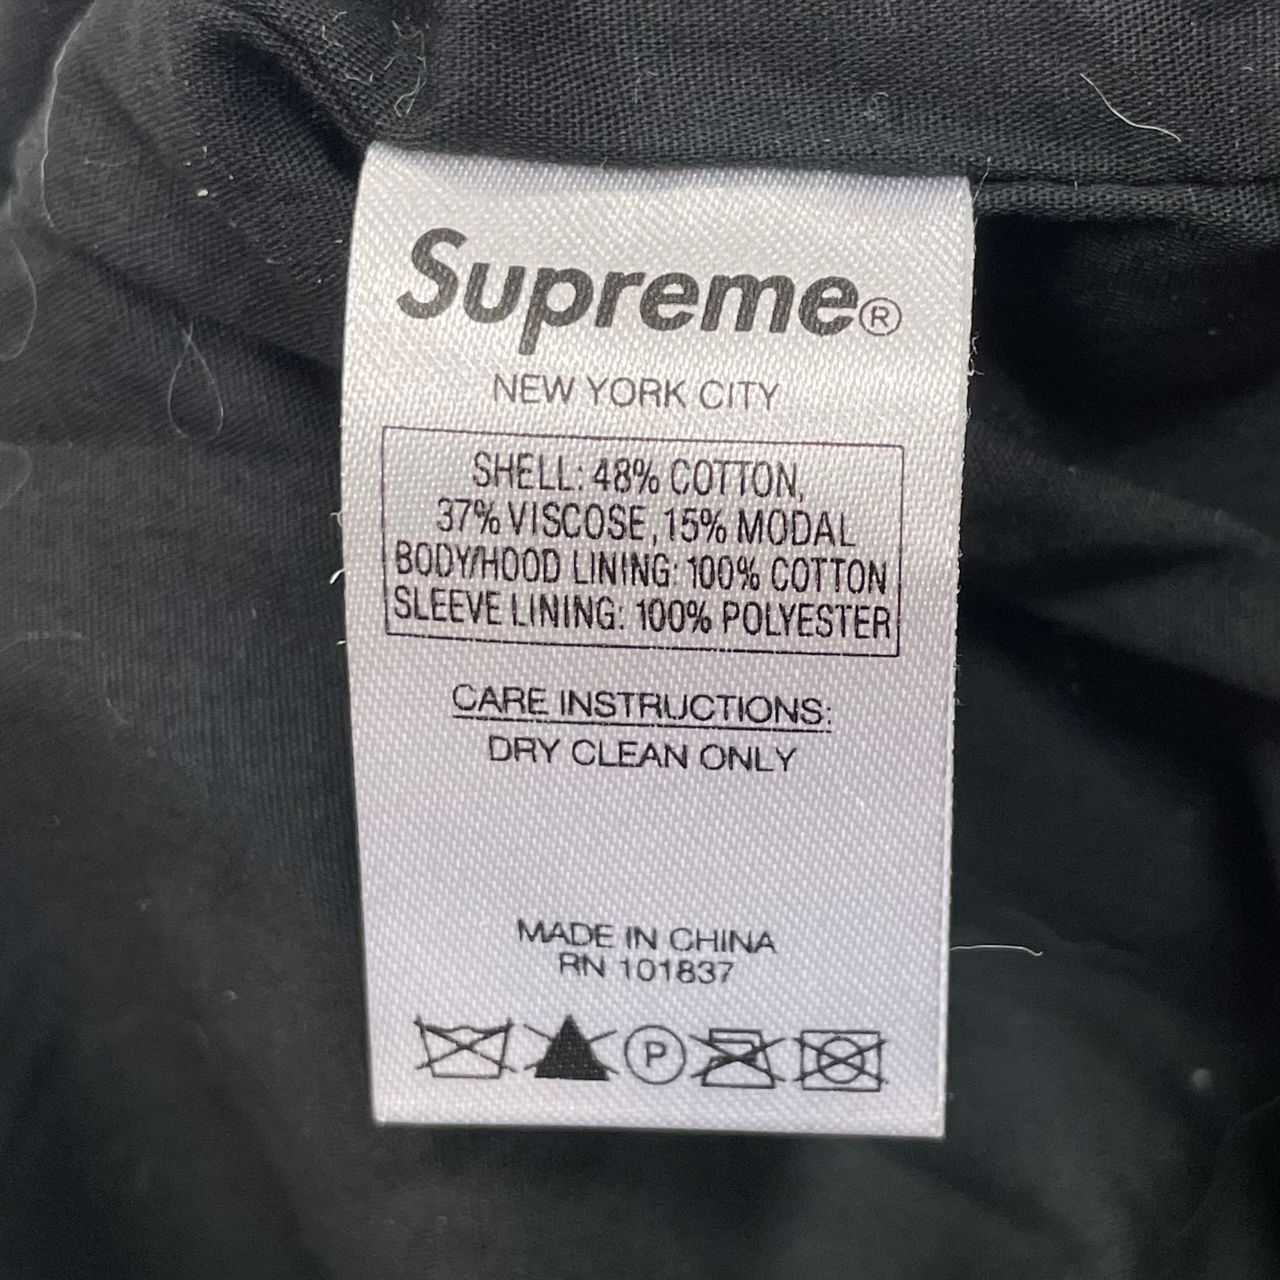 Supreme®
NEW YORK CITY
SHELL: 48% COTTON,
37% VISCOSE, 15% MODAL
BODY/HOOD LINING: 100% COTTON
SLEEVE LINING: 100% POLYESTER
CARE INSTRUCTIONS:
DRY CLEAN ONLY
MADE IN CHINA
RN 101837
P